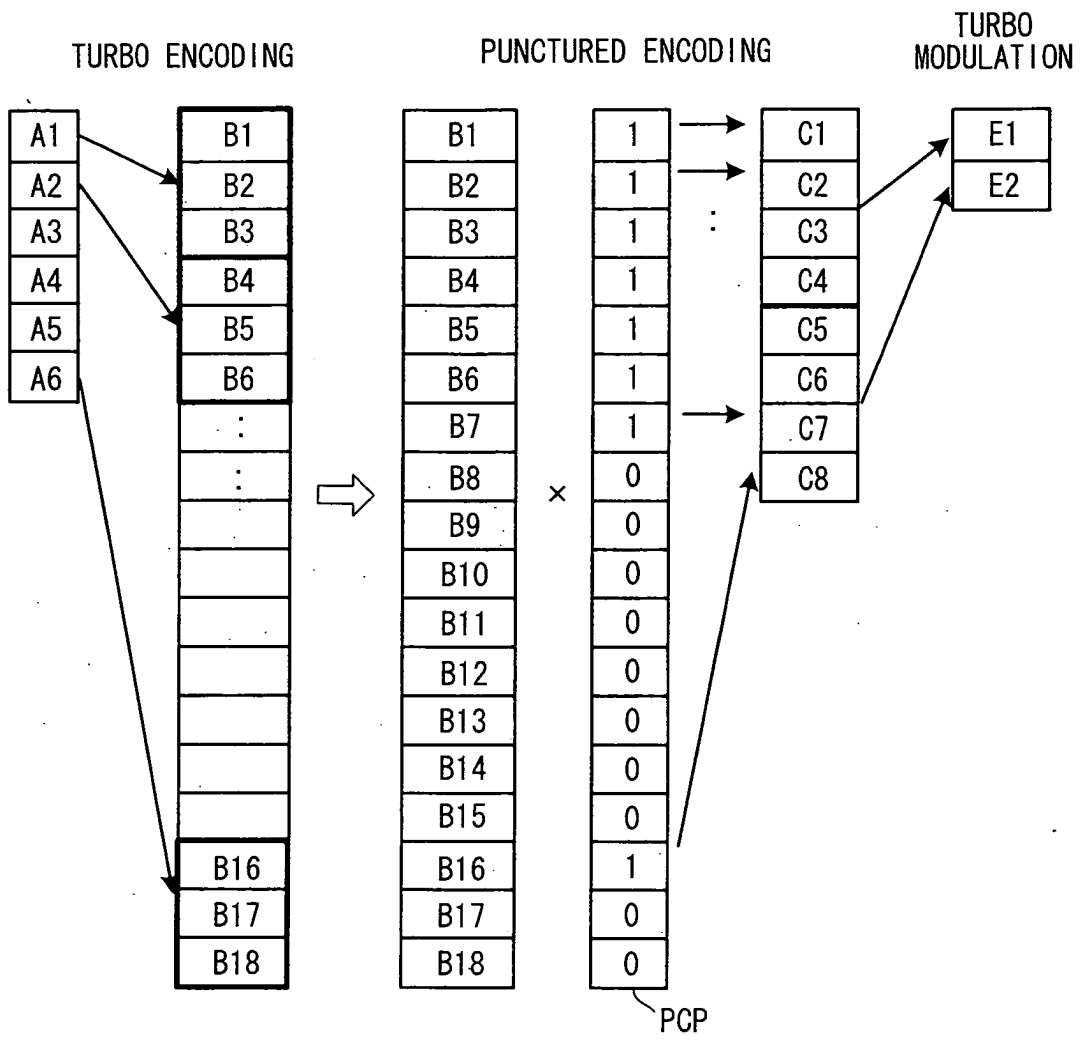 TURBO ENCODING
PUNCTURED ENCODING
TURBO
MODULATION
A1 B1 B1 1 C1 E1
A2 B2 B2 1 C2 E2
A3 B3 B3 1 : C3
A4 B4 B4 1 C4
A5 B5 B5 1 C5
A6 B6 B6 1 C6
: B7 1 C7
: B8 × 0 C8
B9 0
B10 0
B11 0
B12 0
B13 0
B14 0
B15 0
B16 B16 1
B17 B17 0
B18 B18 0
PCP